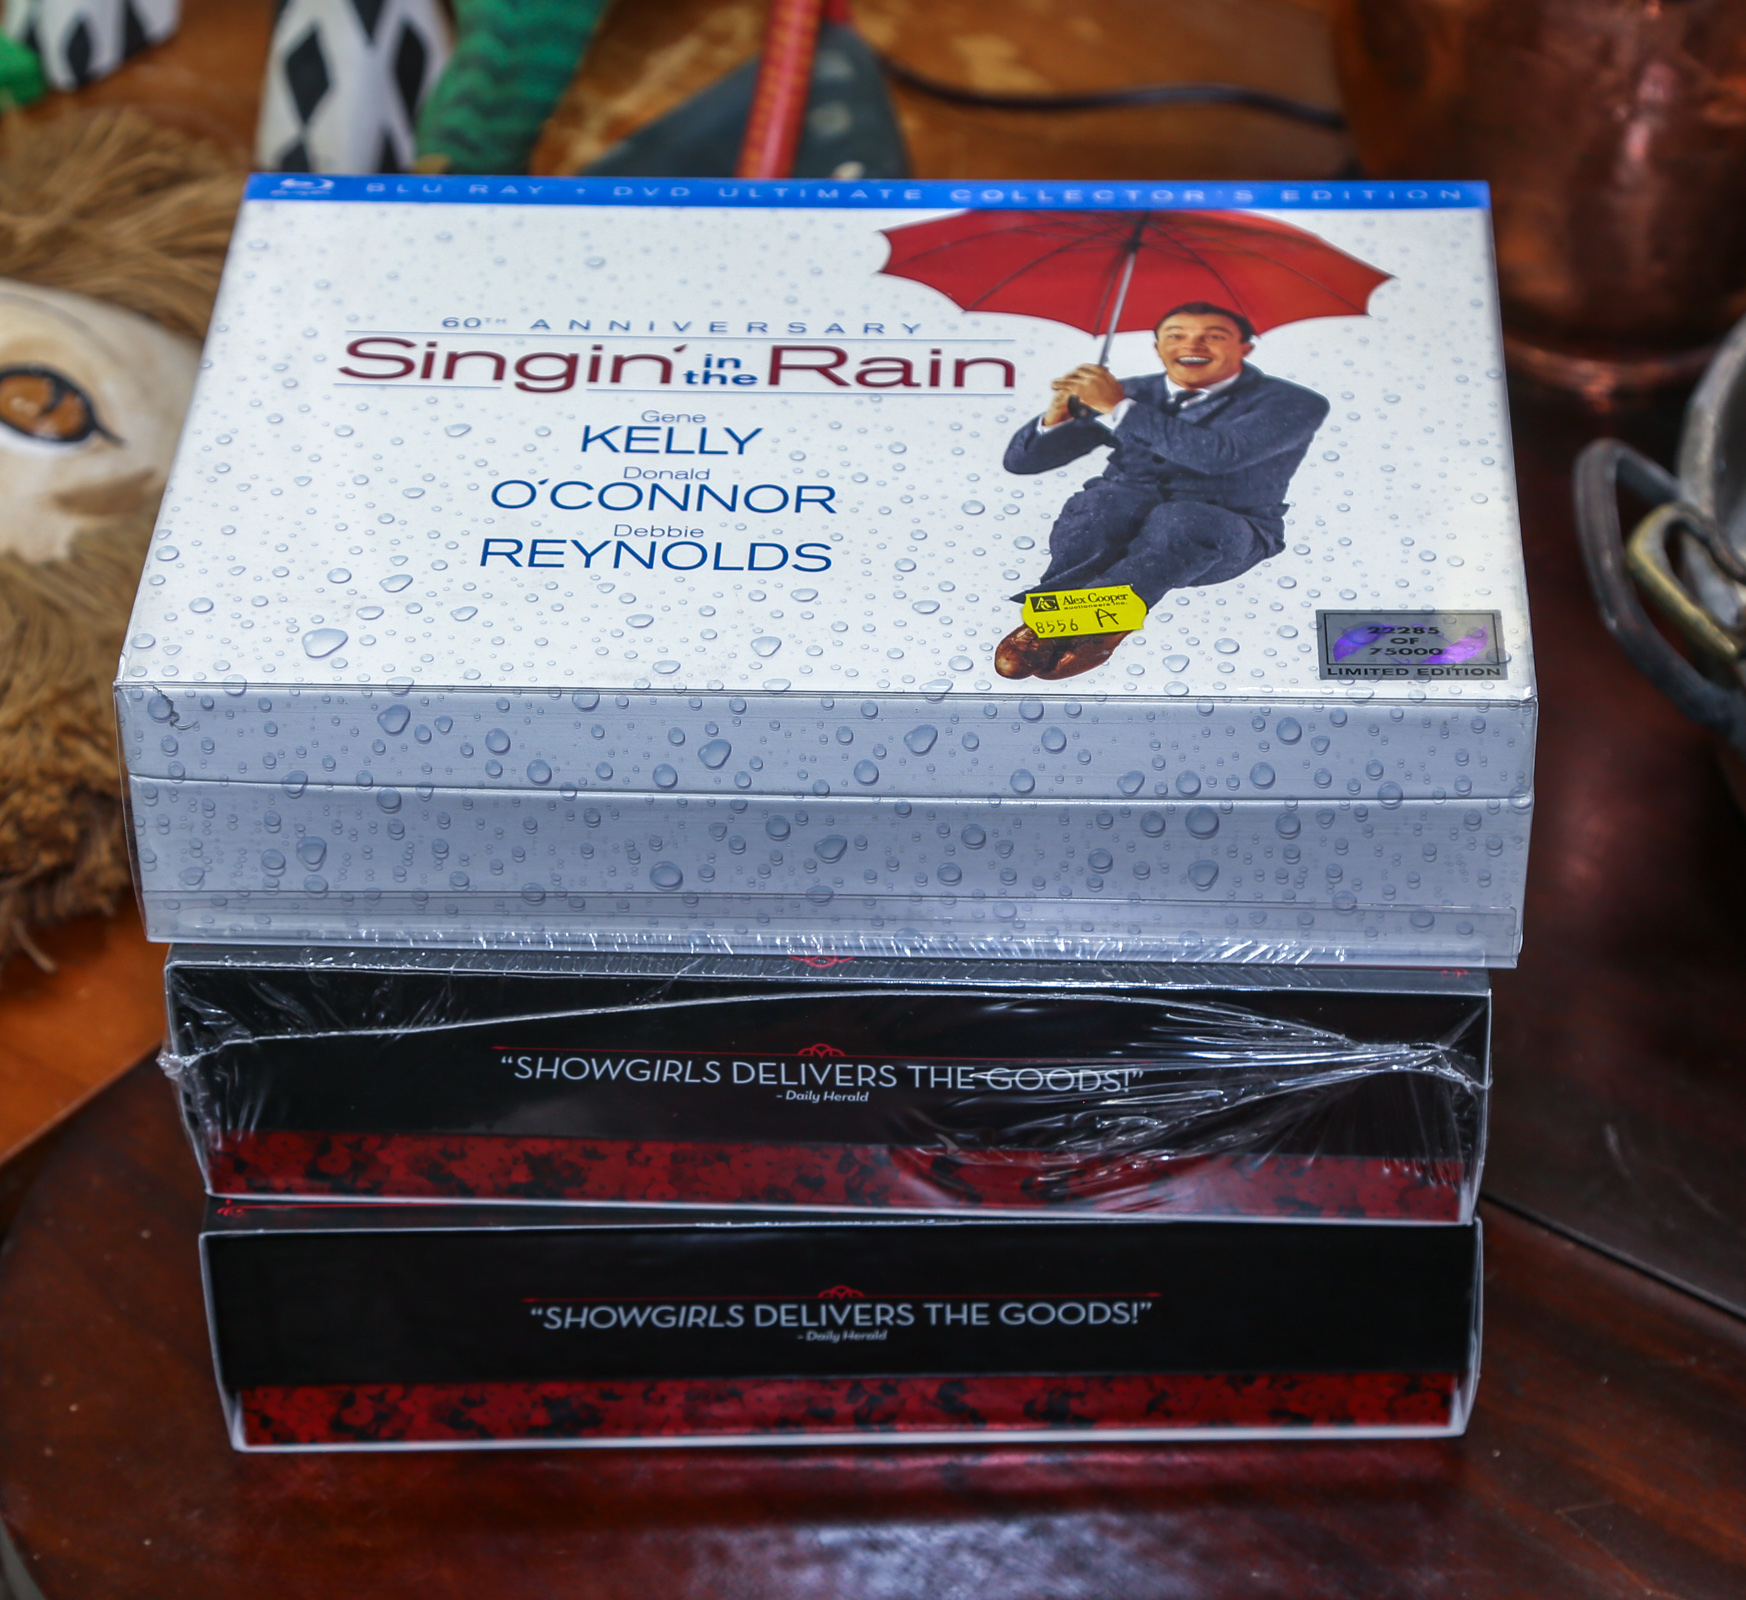 BLU-RAY + DVD ULTIMATE COLLECTOR'S EDITION
60TH ANNIVERSARY
Singin' in the Rain
Gene
KELLY
Donald
O'CONNOR
Debbie
REYNOLDS
Alex Cooper
auctioneers inc.
8556 A
22285
OF
75000
LIMITED EDITION
"SHOWGIRLS DELIVERS THE GOODS!"
- Daily Herald
"SHOWGIRLS DELIVERS THE GOODS!"
- Daily Herald